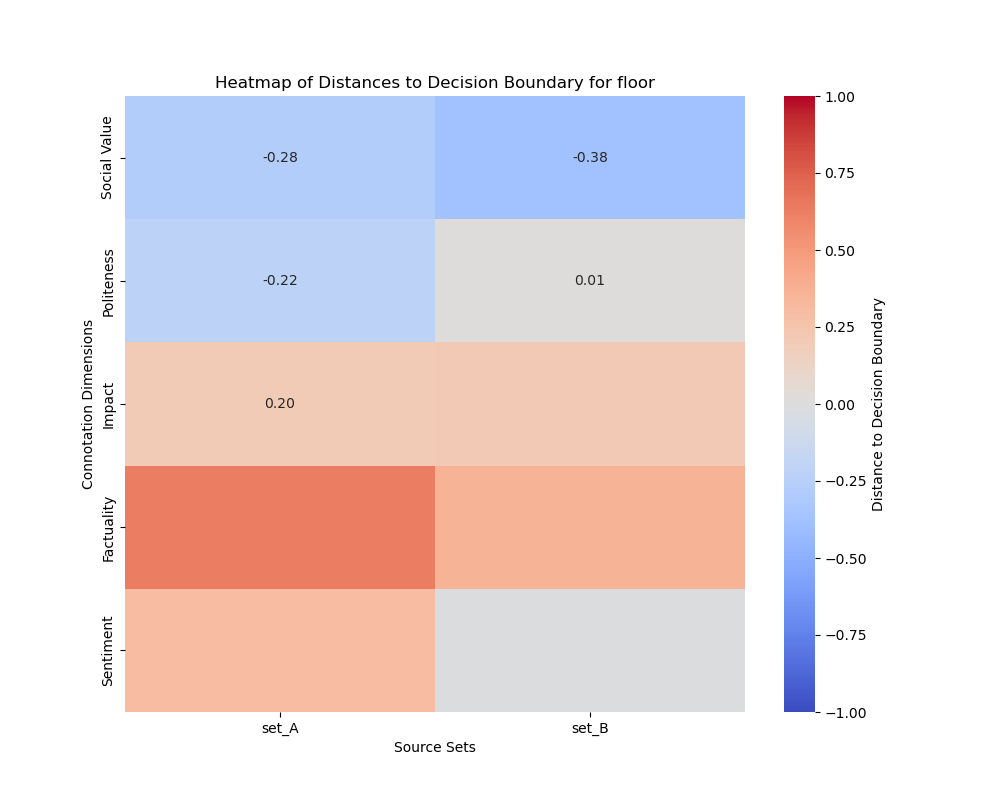 Heatmap of Distances to Decision Boundary for floor
Connotation Dimensions
Social Value
-0.28
-0.38
Politeness
-0.22
0.01
Impact
0.20
Factuality
Sentiment
set_A
set_B
Source Sets
1.00
0.75
0.50
0.25
0.00
−0.25
−0.50
−0.75
−1.00
Distance to Decision Boundary